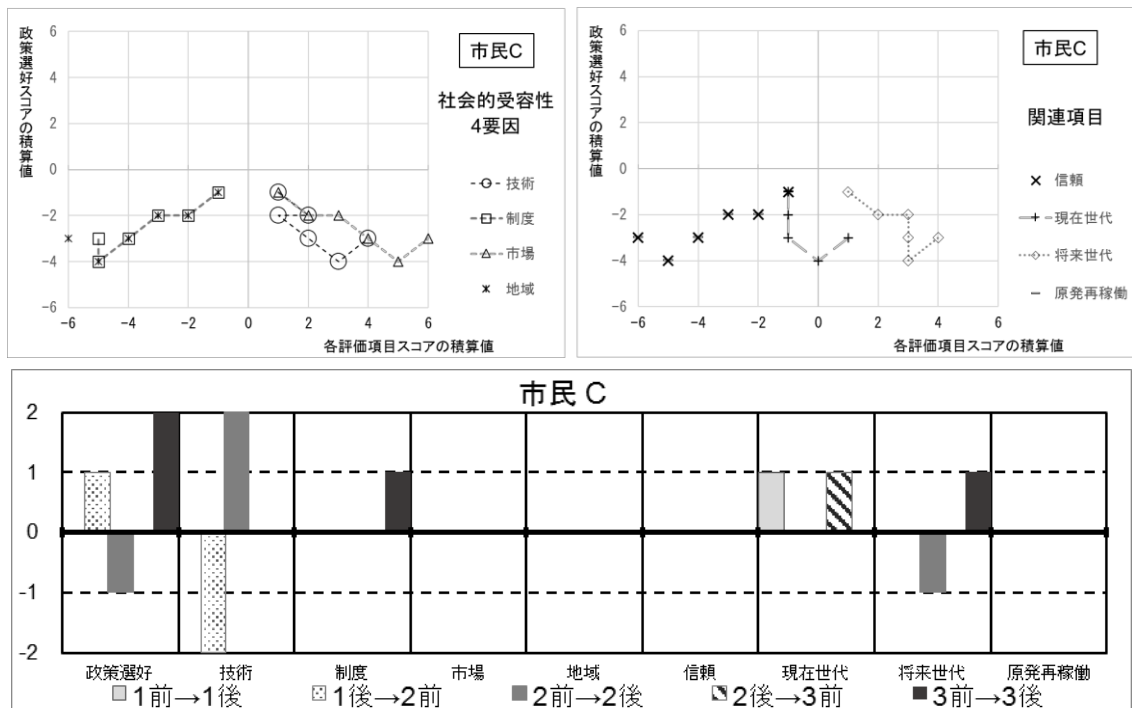 政策選好スコアの積算値
6
4
2
0
−2
−4
−6
−6
−4
−2
0
2
4
6
各評価項目スコアの積算値
市民C
社会的受容性
4要因
技術
制度
市場
地域
政策選好スコアの積算値
6
4
2
0
−2
−4
−6
−6
−4
−2
0
2
4
6
各評価項目スコアの積算値
市民C
関連項目
信頼
現在世代
将来世代
原発再稼働
市民 C
2
1
0
-1
-2
政策選好
技術
制度
市場
地域
信頼
現在世代
将来世代
原発再稼働
1前→1後
1後→2前
2前→2後
2後→3前
3前→3後